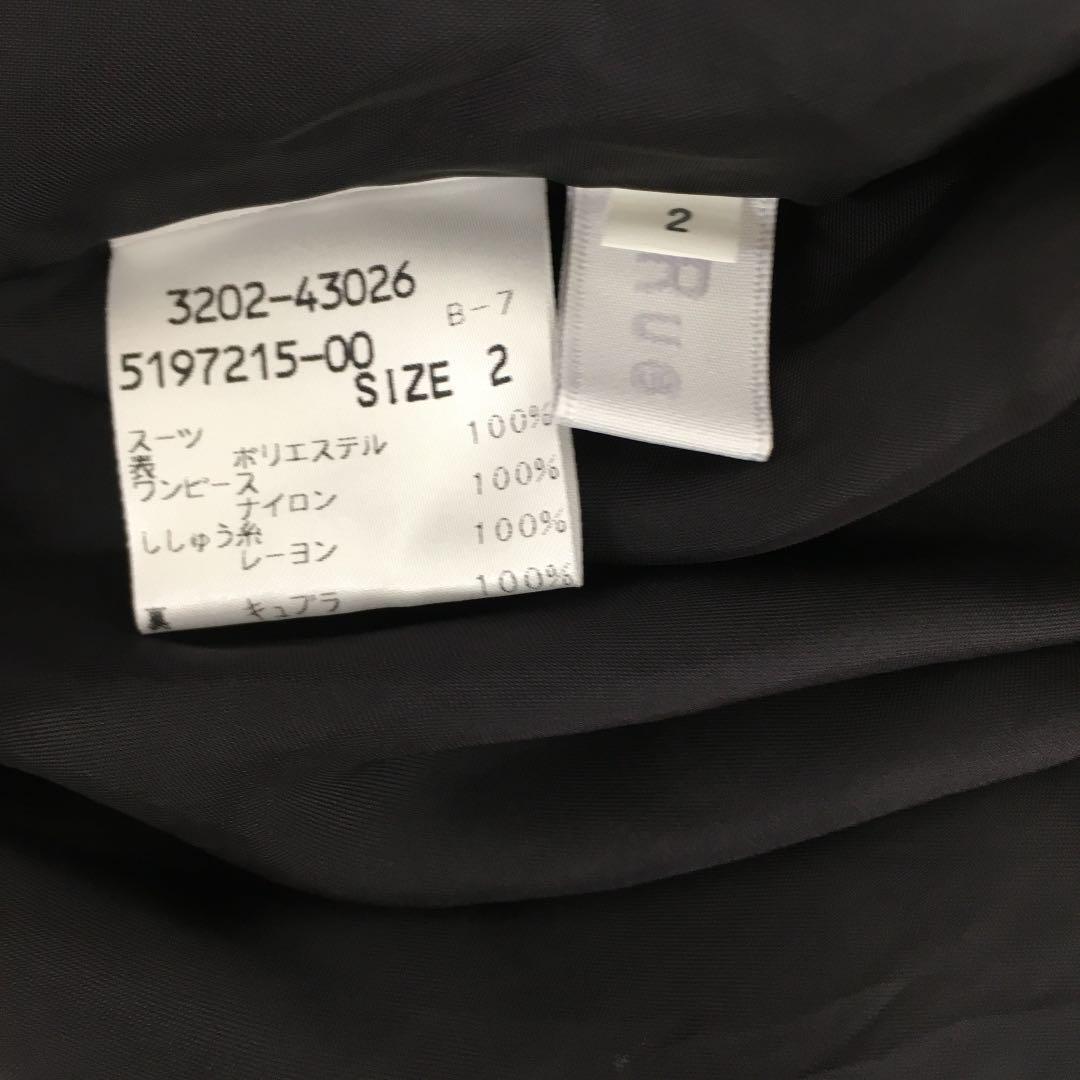 3202-43026
B-7
5197215-00
SIZE 2
スーツ
表 ポリエステル 100%
ワンピース
ナイロン 100%
ししゅう糸
レーヨン 100%
裏 キュプラ 100%
2
Rue